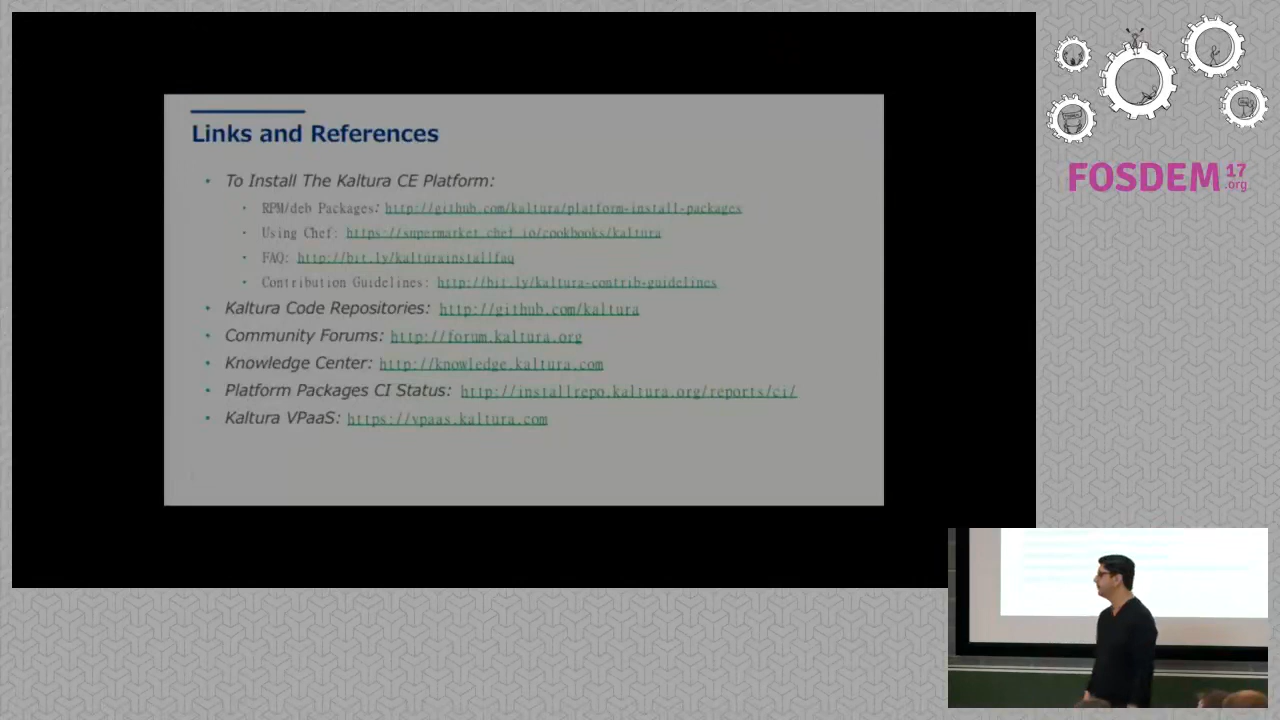 Links and References
To Install The Kaltura CE Platform:
RPM/deb Packages: http://github.com/kaltura/platform-install-packages
Using Chef: https://supermarket.chef.io/cookbooks/kaltura
FAQ: http://bit.ly/kalturainstallfaq
Contribution Guidelines: http://bit.ly/kaltura-contrib-guidelines
Kaltura Code Repositories: http://github.com/kaltura
Community Forums: http://forum.kaltura.org
Knowledge Center: http://knowledge.kaltura.com
Platform Packages CI Status: http://installrepo.kaltura.org/reports/ci/
Kaltura VPaaS: https://vpaas.kaltura.com
FOSDEM 17
.org